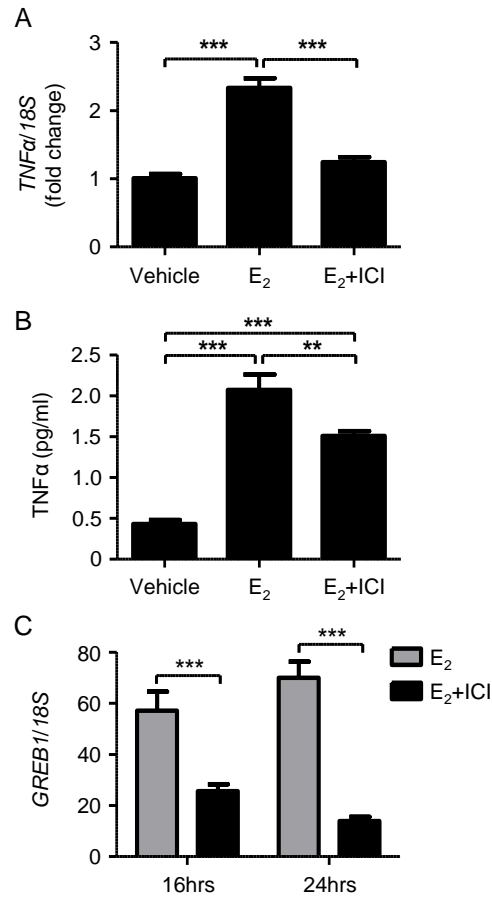 A
3
2
1
0
TNFα/18S
(fold change)
***
***
Vehicle
E₂
E₂+ICI
B
2.5
2.0
1.5
1.0
0.5
0
TNFα (pg/ml)
***
***
**
Vehicle
E₂
E₂+ICI
C
80
60
40
20
0
GREB1/18S
***
***
E₂
E₂+ICI
16hrs
24hrs